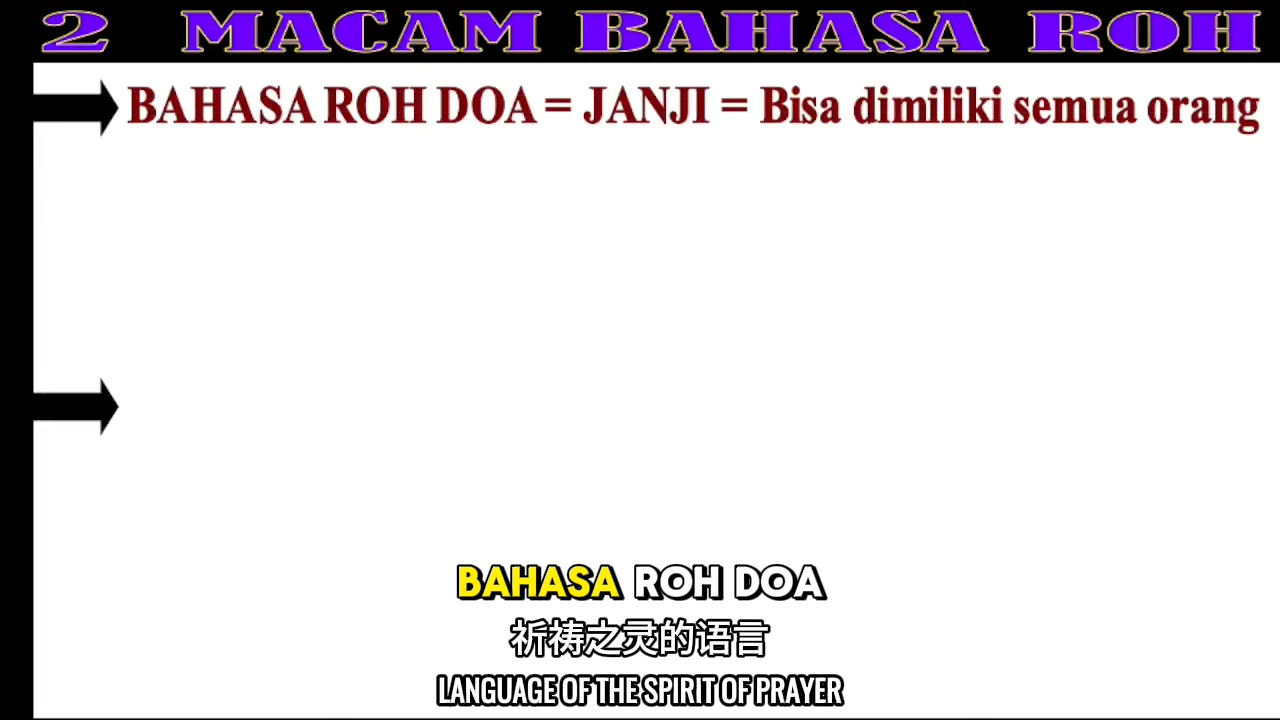 2 MACAM BAHASA ROH
BAHASA ROH DOA = JANJI = Bisa dimiliki semua orang
BAHASA ROH DOA
祈祷之灵的语言
LANGUAGE OF THE SPIRIT OF PRAYER